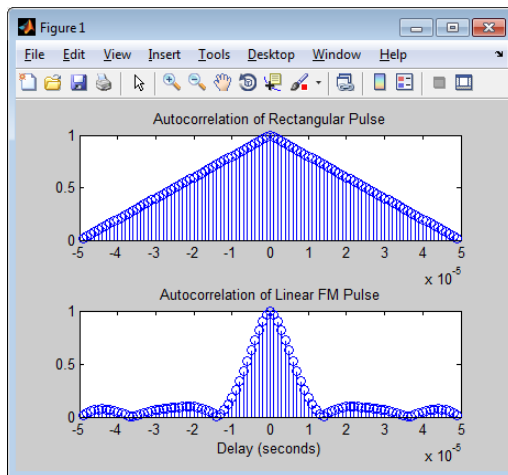 Figure 1
File Edit View Insert Tools Desktop Window Help
Autocorrelation of Rectangular Pulse
1
0.5
0
-5 -4 -3 -2 -1 0 1 2 3 4 5
x 10⁻⁵
Autocorrelation of Linear FM Pulse
1
0.5
0
-5 -4 -3 -2 -1 0 1 2 3 4 5
Delay (seconds)
x 10⁻⁵